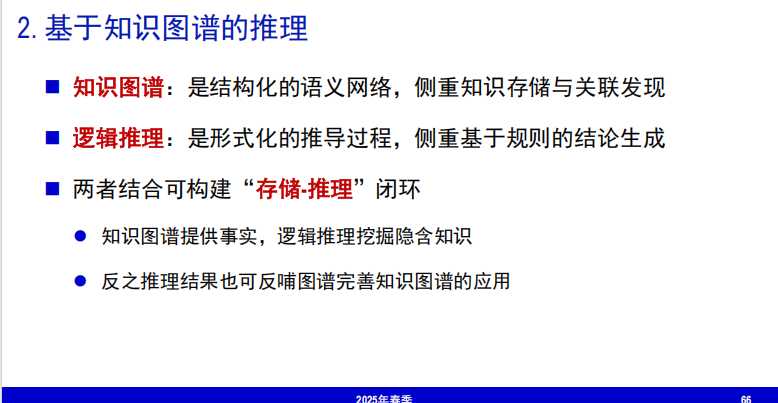 2. 基于知识图谱的推理
知识图谱：是结构化的语义网络，侧重知识存储与关联发现
逻辑推理：是形式化的推导过程，侧重基于规则的结论生成
两者结合可构建“存储-推理”闭环
知识图谱提供事实，逻辑推理挖掘隐含知识
反之推理结果也可反哺图谱完善知识图谱的应用
2025年春季
66